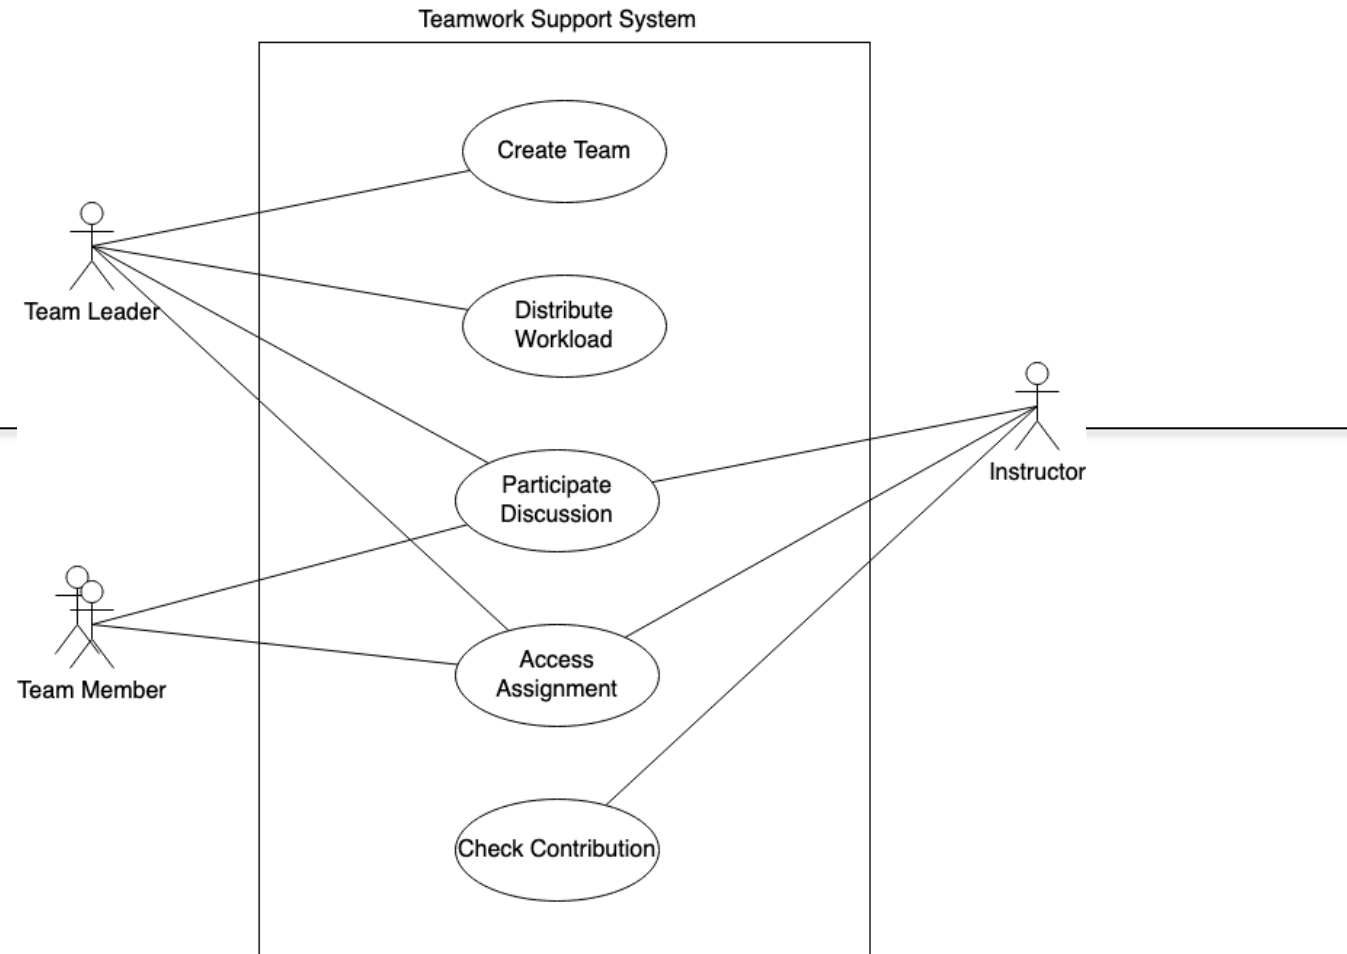 Teamwork Support System
Create Team
Team Leader
Distribute
Workload
Participate
Discussion
Instructor
Team Member
Access
Assignment
Check Contribution